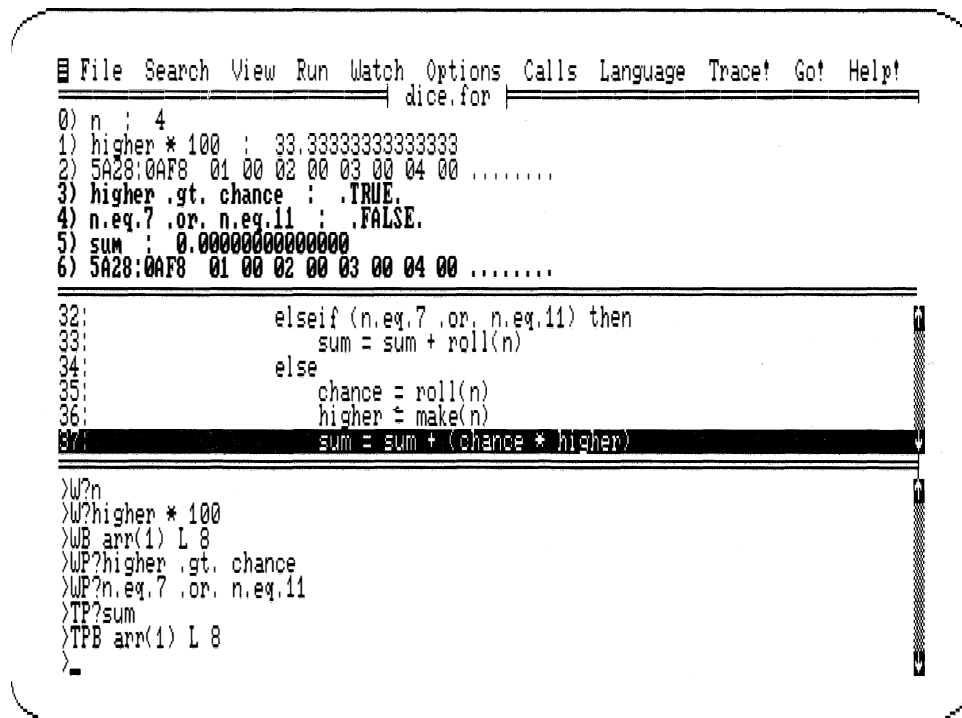 File Search View Run Watch Options Calls Language Trace! Go! Help!
dice.for
0) n : 4
1) higher * 100 : 33.33333333333333
2) 5A28:0AF8 01 00 02 00 03 00 04 00 ........
3) higher .gt. chance : .TRUE.
4) n.eq.7 .or. n.eq.11 : .FALSE.
5) sum : 0.00000000000000
6) 5A28:0AF8 01 00 02 00 03 00 04 00 ........
32: elseif (n.eq.7 .or. n.eq.11) then
33: sum = sum + roll(n)
34: else
35: chance = roll(n)
36: higher = make(n)
37: sum = sum + (chance * higher)
>W?n
>W?higher * 100
>WB arr(1) L 8
>WP?higher .gt. chance
>WP?n.eq.7 .or. n.eq.11
>TP?sum
>TPB arr(1) L 8
>_